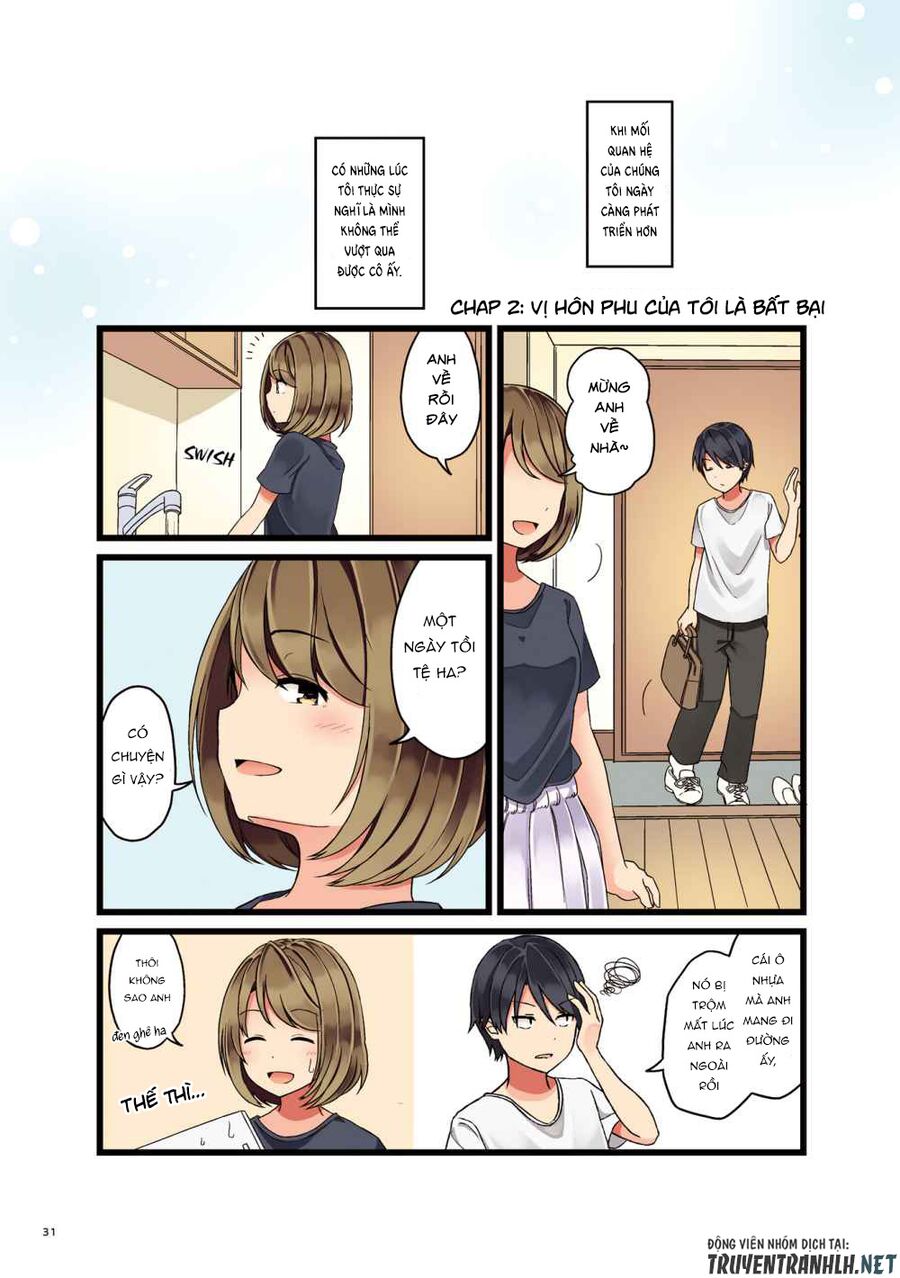 KHI MỐI
QUAN HỆ
CỦA CHÚNG
TÔI NGÀY
CÀNG PHÁT
TRIỂN HƠN
CÓ NHỮNG LÚC
TÔI THỰC SỰ
NGHĨ LÀ MÌNH
KHÔNG THỂ
VƯỢT QUA
ĐƯỢC CÔ ẤY.
CHAP 2: VỊ HÔN PHU CỦA TÔI LÀ BẤT BẠI
ANH
VỀ
RỒI
ĐÂY
SWISH
MỪNG
ANH
VỀ
NHÀ~
MỘT
NGÀY TỒI
TỆ HA?
CÓ
CHUYỆN
GÌ VẬY?
CÁI Ô
NHỰA
MÀ ANH
MANG ĐI
ĐƯỜNG
ẤY,
NÓ BỊ
TRỘM
MẤT LÚC
ANH RA
NGOÀI
RỒI
THÔI
KHÔNG
SAO ANH
đen ghê ha
THẾ THÌ...
31
ĐỘNG VIÊN NHÓM DỊCH TẠI:
TRUYENTRANHLH.NET